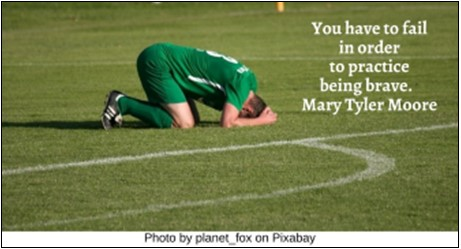 You have to fail
in order
to practice
being brave.
Mary Tyler Moore
Photo by planet_fox on Pixabay